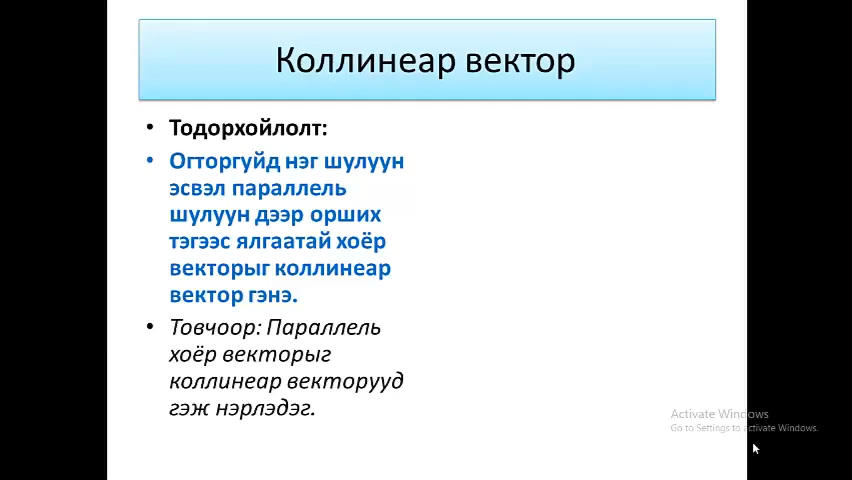 Коллинеар вектор
• Тодорхойлолт:
• Огторгуйд нэг шулуун
эсвэл параллель
шулуун дээр орших
тэгээс ялгаатай хоёр
векторыг коллинеар
вектор гэнэ.
• Товчоор: Параллель
хоёр векторыг
коллинеар векторууд
гэж нэрлэдэг.
Activate Windows
Go to Settings to activate Windows.